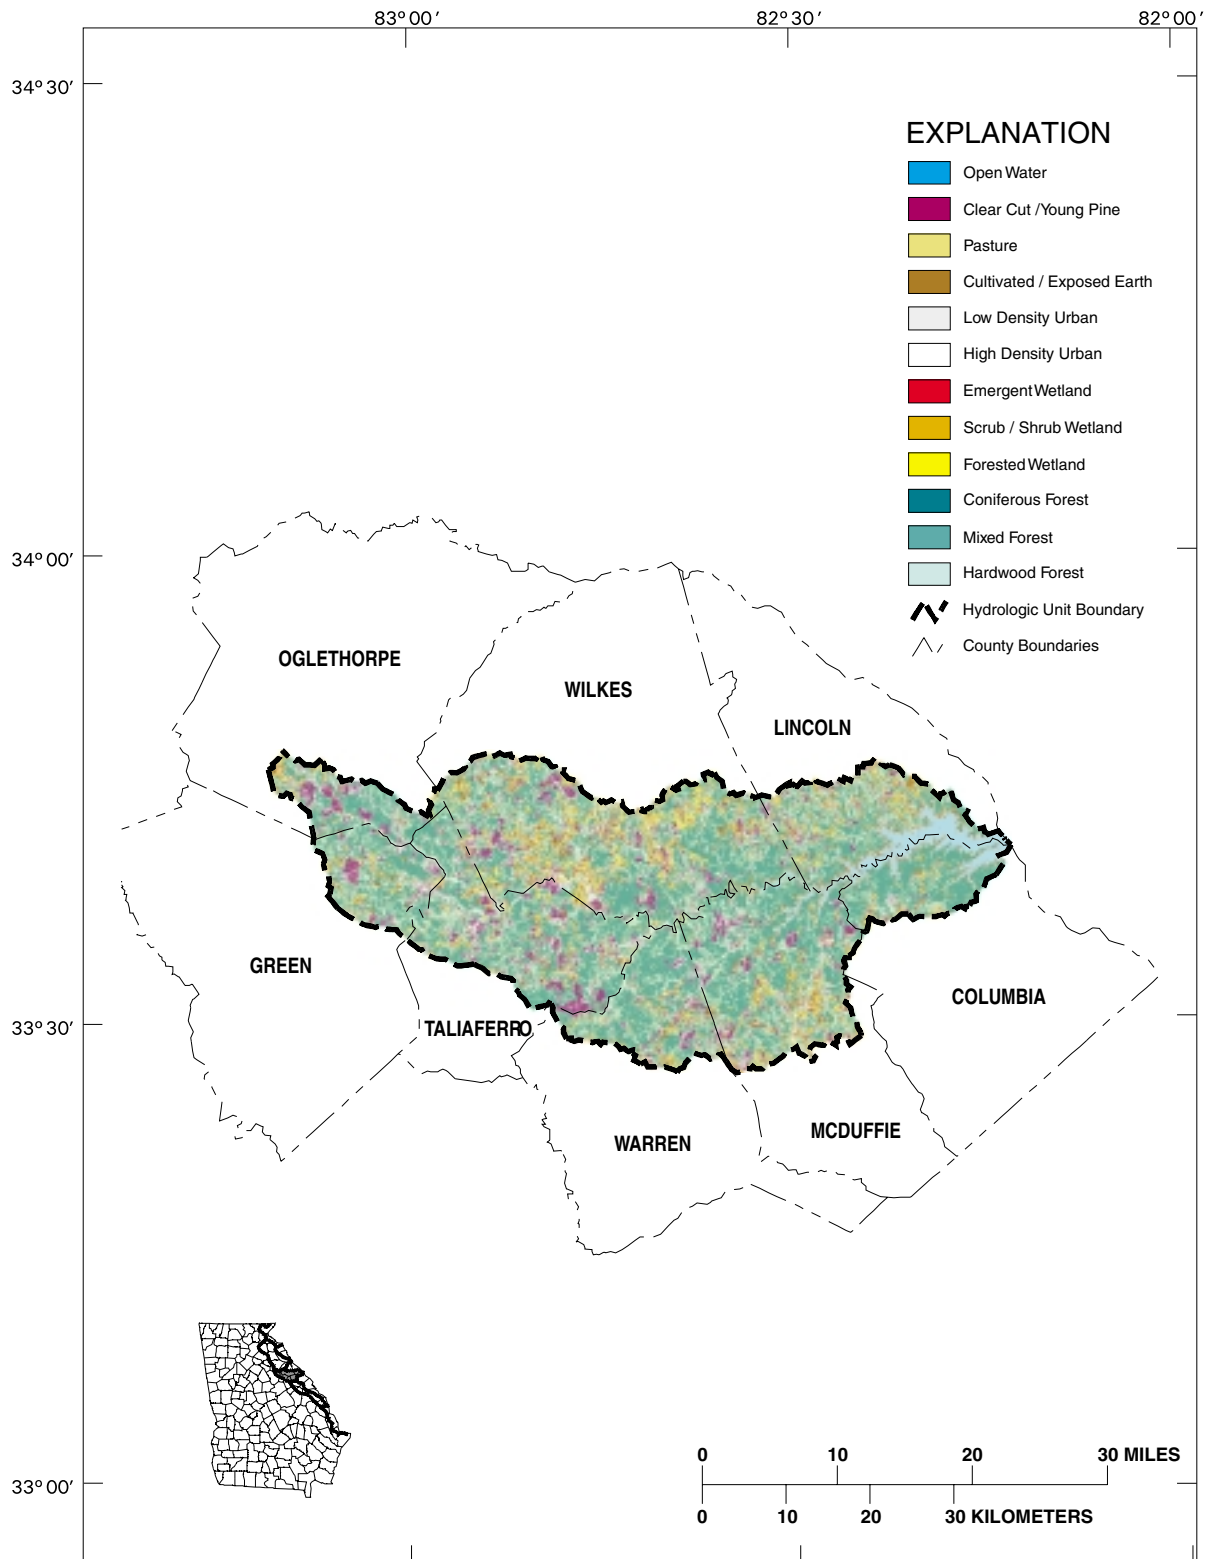 83° 00′
82° 30′
82° 00′
34° 30′
EXPLANATION
Open Water
Clear Cut /Young Pine
Pasture
Cultivated / Exposed Earth
Low Density Urban
High Density Urban
Emergent Wetland
Scrub / Shrub Wetland
Forested Wetland
Coniferous Forest
Mixed Forest
Hardwood Forest
Hydrologic Unit Boundary
County Boundaries
34° 00′
OGLETHORPE
WILKES
LINCOLN
GREEN
COLUMBIA
33° 30′
TALIAFERRO
MCDUFFIE
WARREN
0 10 20 30 MILES
33° 00′
0 10 20 30 KILOMETERS